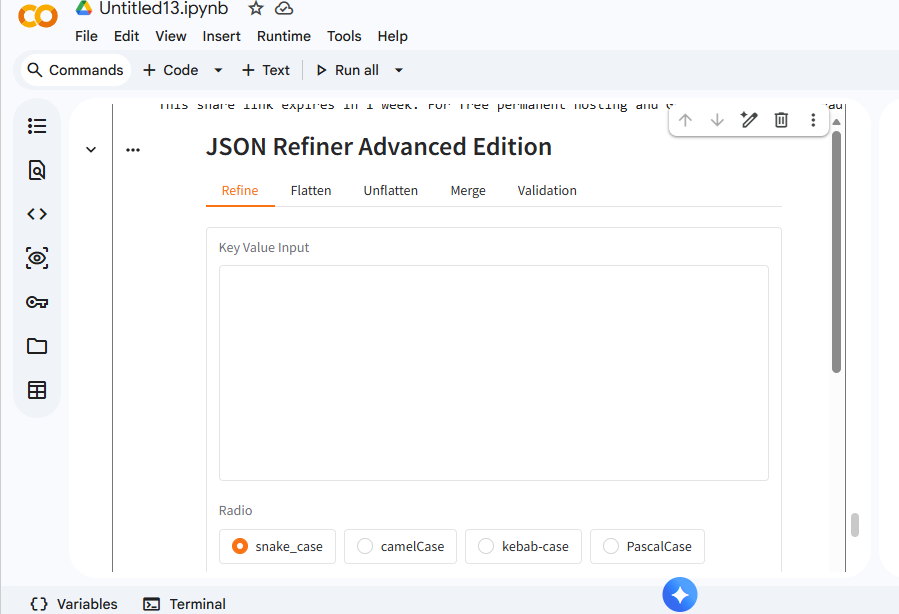 Untitled13.ipynb
File Edit View Insert Runtime Tools Help
Commands + Code + Text Run all
This share link expires in 1 week. For free permanent hosting and
JSON Refiner Advanced Edition
Refine Flatten Unflatten Merge Validation
Key Value Input
Radio
snake_case camelCase kebab-case PascalCase
Variables Terminal